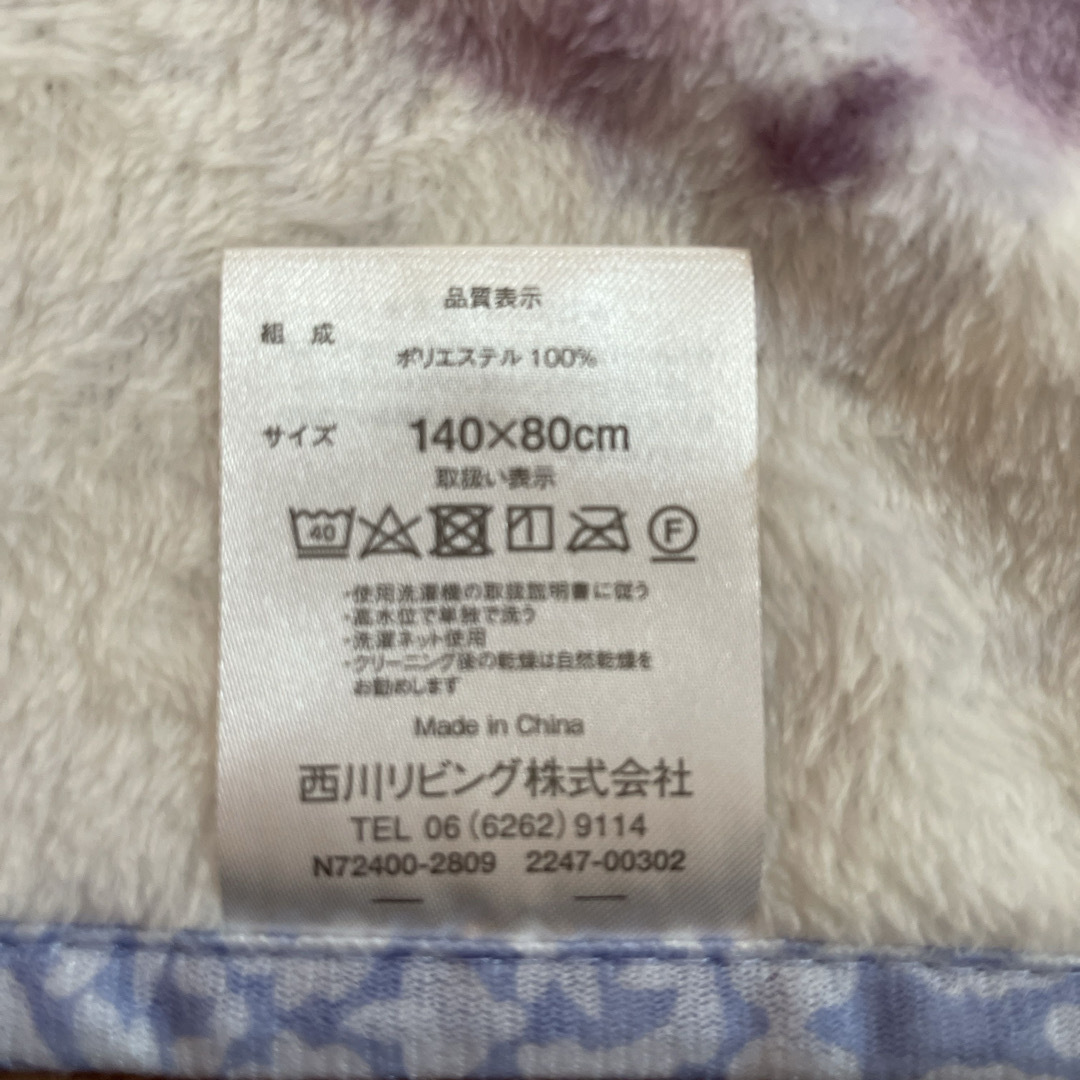 品質表示
組成
ポリエステル 100%
サイズ 140×80cm
取扱い表示
40 F
・使用洗濯機の取扱説明書に従う
・高水位で単独で洗う
・洗濯ネット使用
・クリーニング後の乾燥は自然乾燥を
お勧めします
Made in China
西川リビング株式会社
TEL 06(6262)9114
N72400-2809 2247-00302